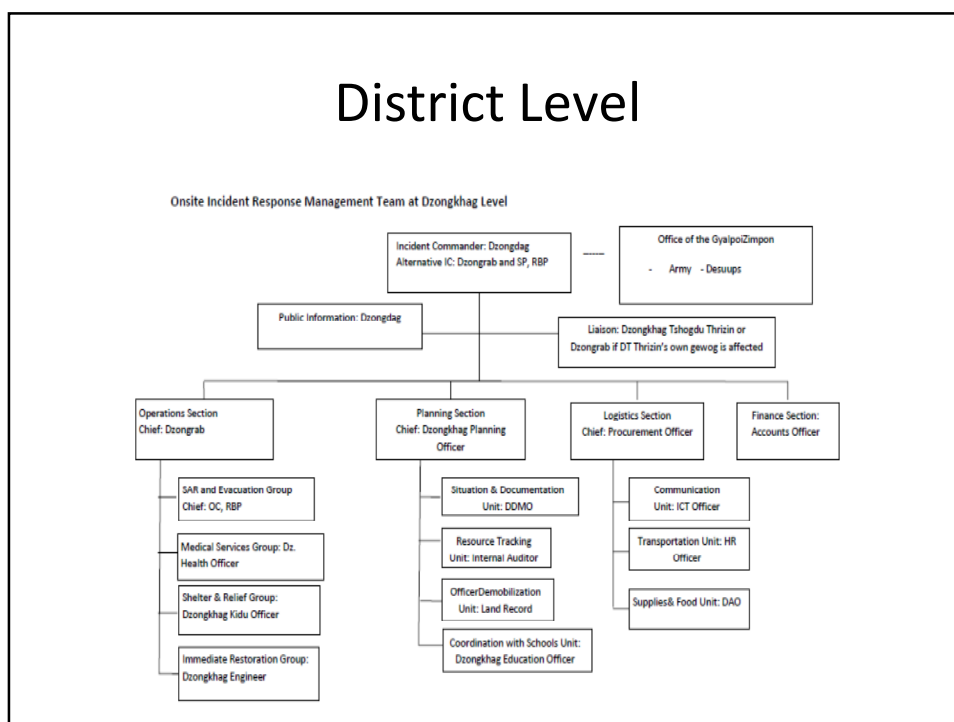 District Level
Onsite Incident Response Management Team at Dzongkhag Level
Incident Commander: Dzongdag
Alternative IC: Dzongrab and SP, RBP
Office of the GyalpoiZimpon
- Army - Desuups
Public Information: Dzongdag
Liaison: Dzongkhag Tshogdu Thrizin or
Dzongrab if DT Thrizin's own gewog is affected
Operations Section
Chief: Dzongrab
Planning Section
Chief: Dzongkhag Planning
Officer
Logistics Section
Chief: Procurement Officer
Finance Section:
Accounts Officer
SAR and Evacuation Group
Chief: OC, RBP
Medical Services Group: Dz.
Health Officer
Shelter & Relief Group:
Dzongkhag Kidu Officer
Immediate Restoration Group:
Dzongkhag Engineer
Situation & Documentation
Unit: DDMO
Resource Tracking
Unit: Internal Auditor
OfficerDemobilization
Unit: Land Record
Coordination with Schools Unit:
Dzongkhag Education Officer
Communication
Unit: ICT Officer
Transportation Unit: HR
Officer
Supplies& Food Unit: DAO